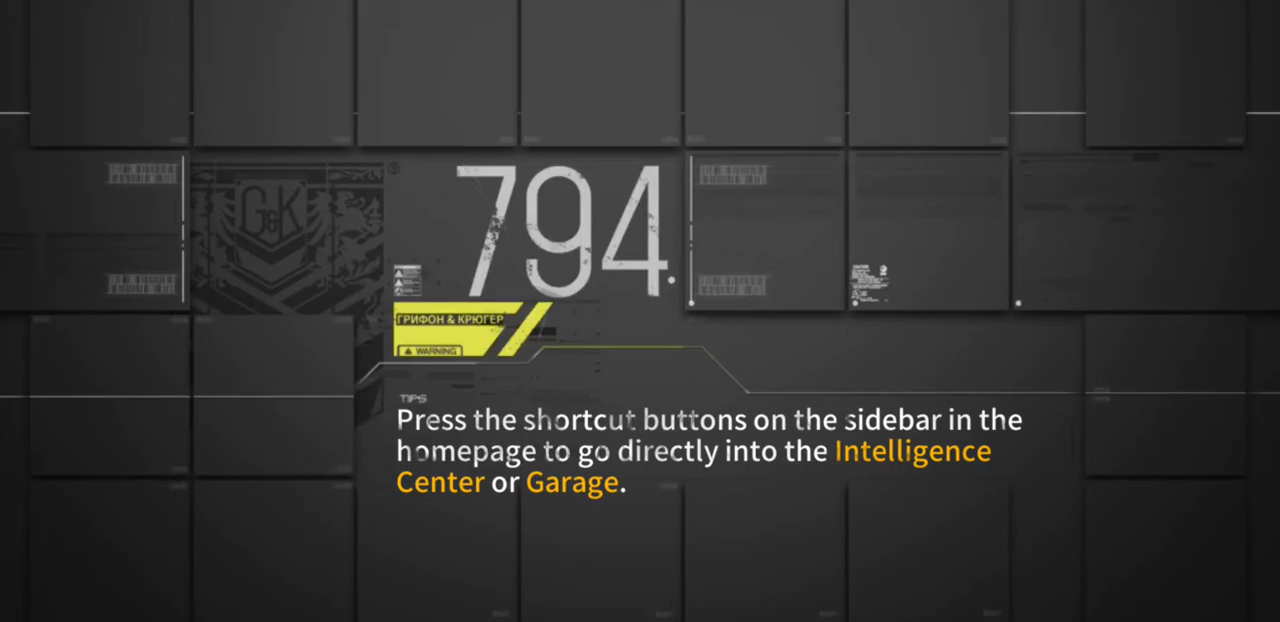 G&K
794.
ГРИФОН & КРЮГЕР
WARNING
TIPS
Press the shortcut buttons on the sidebar in the
homepage to go directly into the Intelligence
Center or Garage.